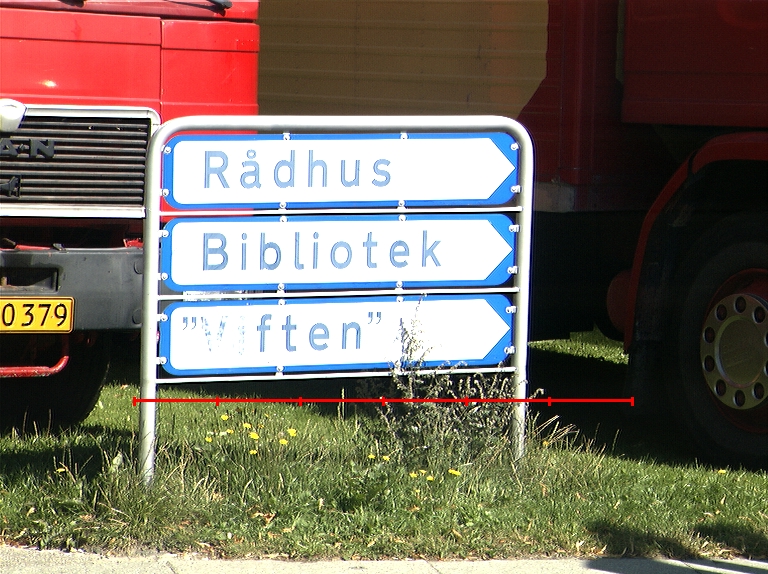 Rådhus
Bibliotek
"Viften"
0379